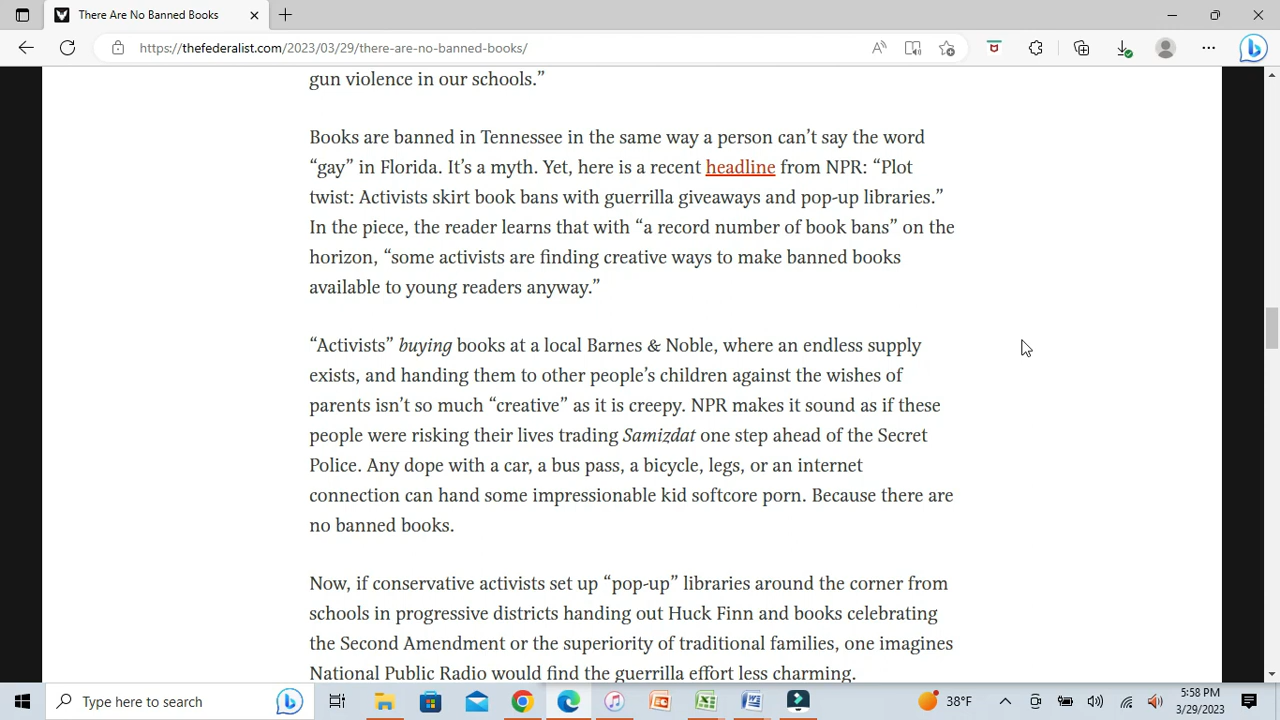 There Are No Banned Books
https://thefederalist.com/2023/03/29/there-are-no-banned-books/
gun violence in our schools.”
Books are banned in Tennessee in the same way a person can’t say the word
“gay” in Florida. It’s a myth. Yet, here is a recent headline from NPR: “Plot
twist: Activists skirt book bans with guerrilla giveaways and pop-up libraries.”
In the piece, the reader learns that with “a record number of book bans” on the
horizon, “some activists are finding creative ways to make banned books
available to young readers anyway.”
“Activists” buying books at a local Barnes & Noble, where an endless supply
exists, and handing them to other people’s children against the wishes of
parents isn’t so much “creative” as it is creepy. NPR makes it sound as if these
people were risking their lives trading Samizdat one step ahead of the Secret
Police. Any dope with a car, a bus pass, a bicycle, legs, or an internet
connection can hand some impressionable kid softcore porn. Because there are
no banned books.
Now, if conservative activists set up “pop-up” libraries around the corner from
schools in progressive districts handing out Huck Finn and books celebrating
the Second Amendment or the superiority of traditional families, one imagines
National Public Radio would find the guerrilla effort less charming.
Type here to search
38°F
5:58 PM
3/29/2023